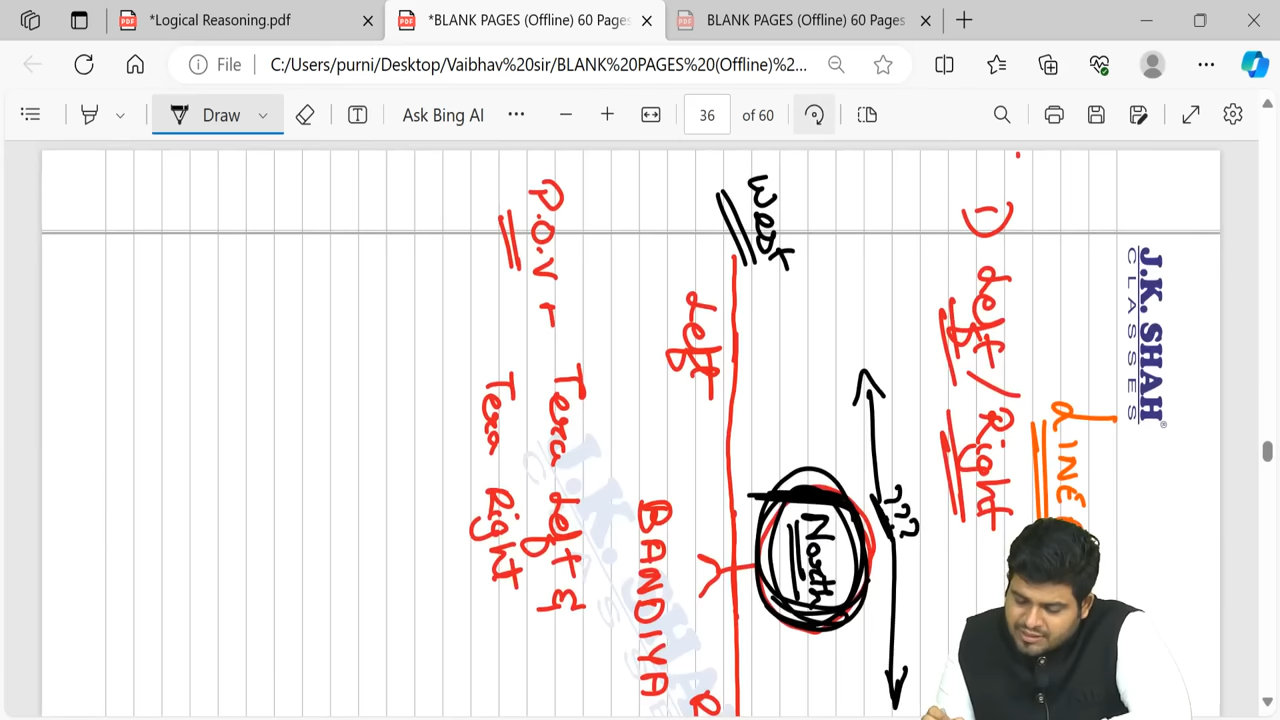 *Logical Reasoning.pdf
*BLANK PAGES (Offline) 60 Pages
BLANK PAGES (Offline) 60 Pages
File
C:/Users/purni/Desktop/Vaibhav%20sir/BLANK%20PAGES%20(Offline)%2...
Draw
Ask Bing AI
36
of 60
J.K. SHAH®
CLASSES
LINE
1) Left / Right
???
West
North
Left
BANDIYA
R
P.O.V
Tera Left &
Tera Right